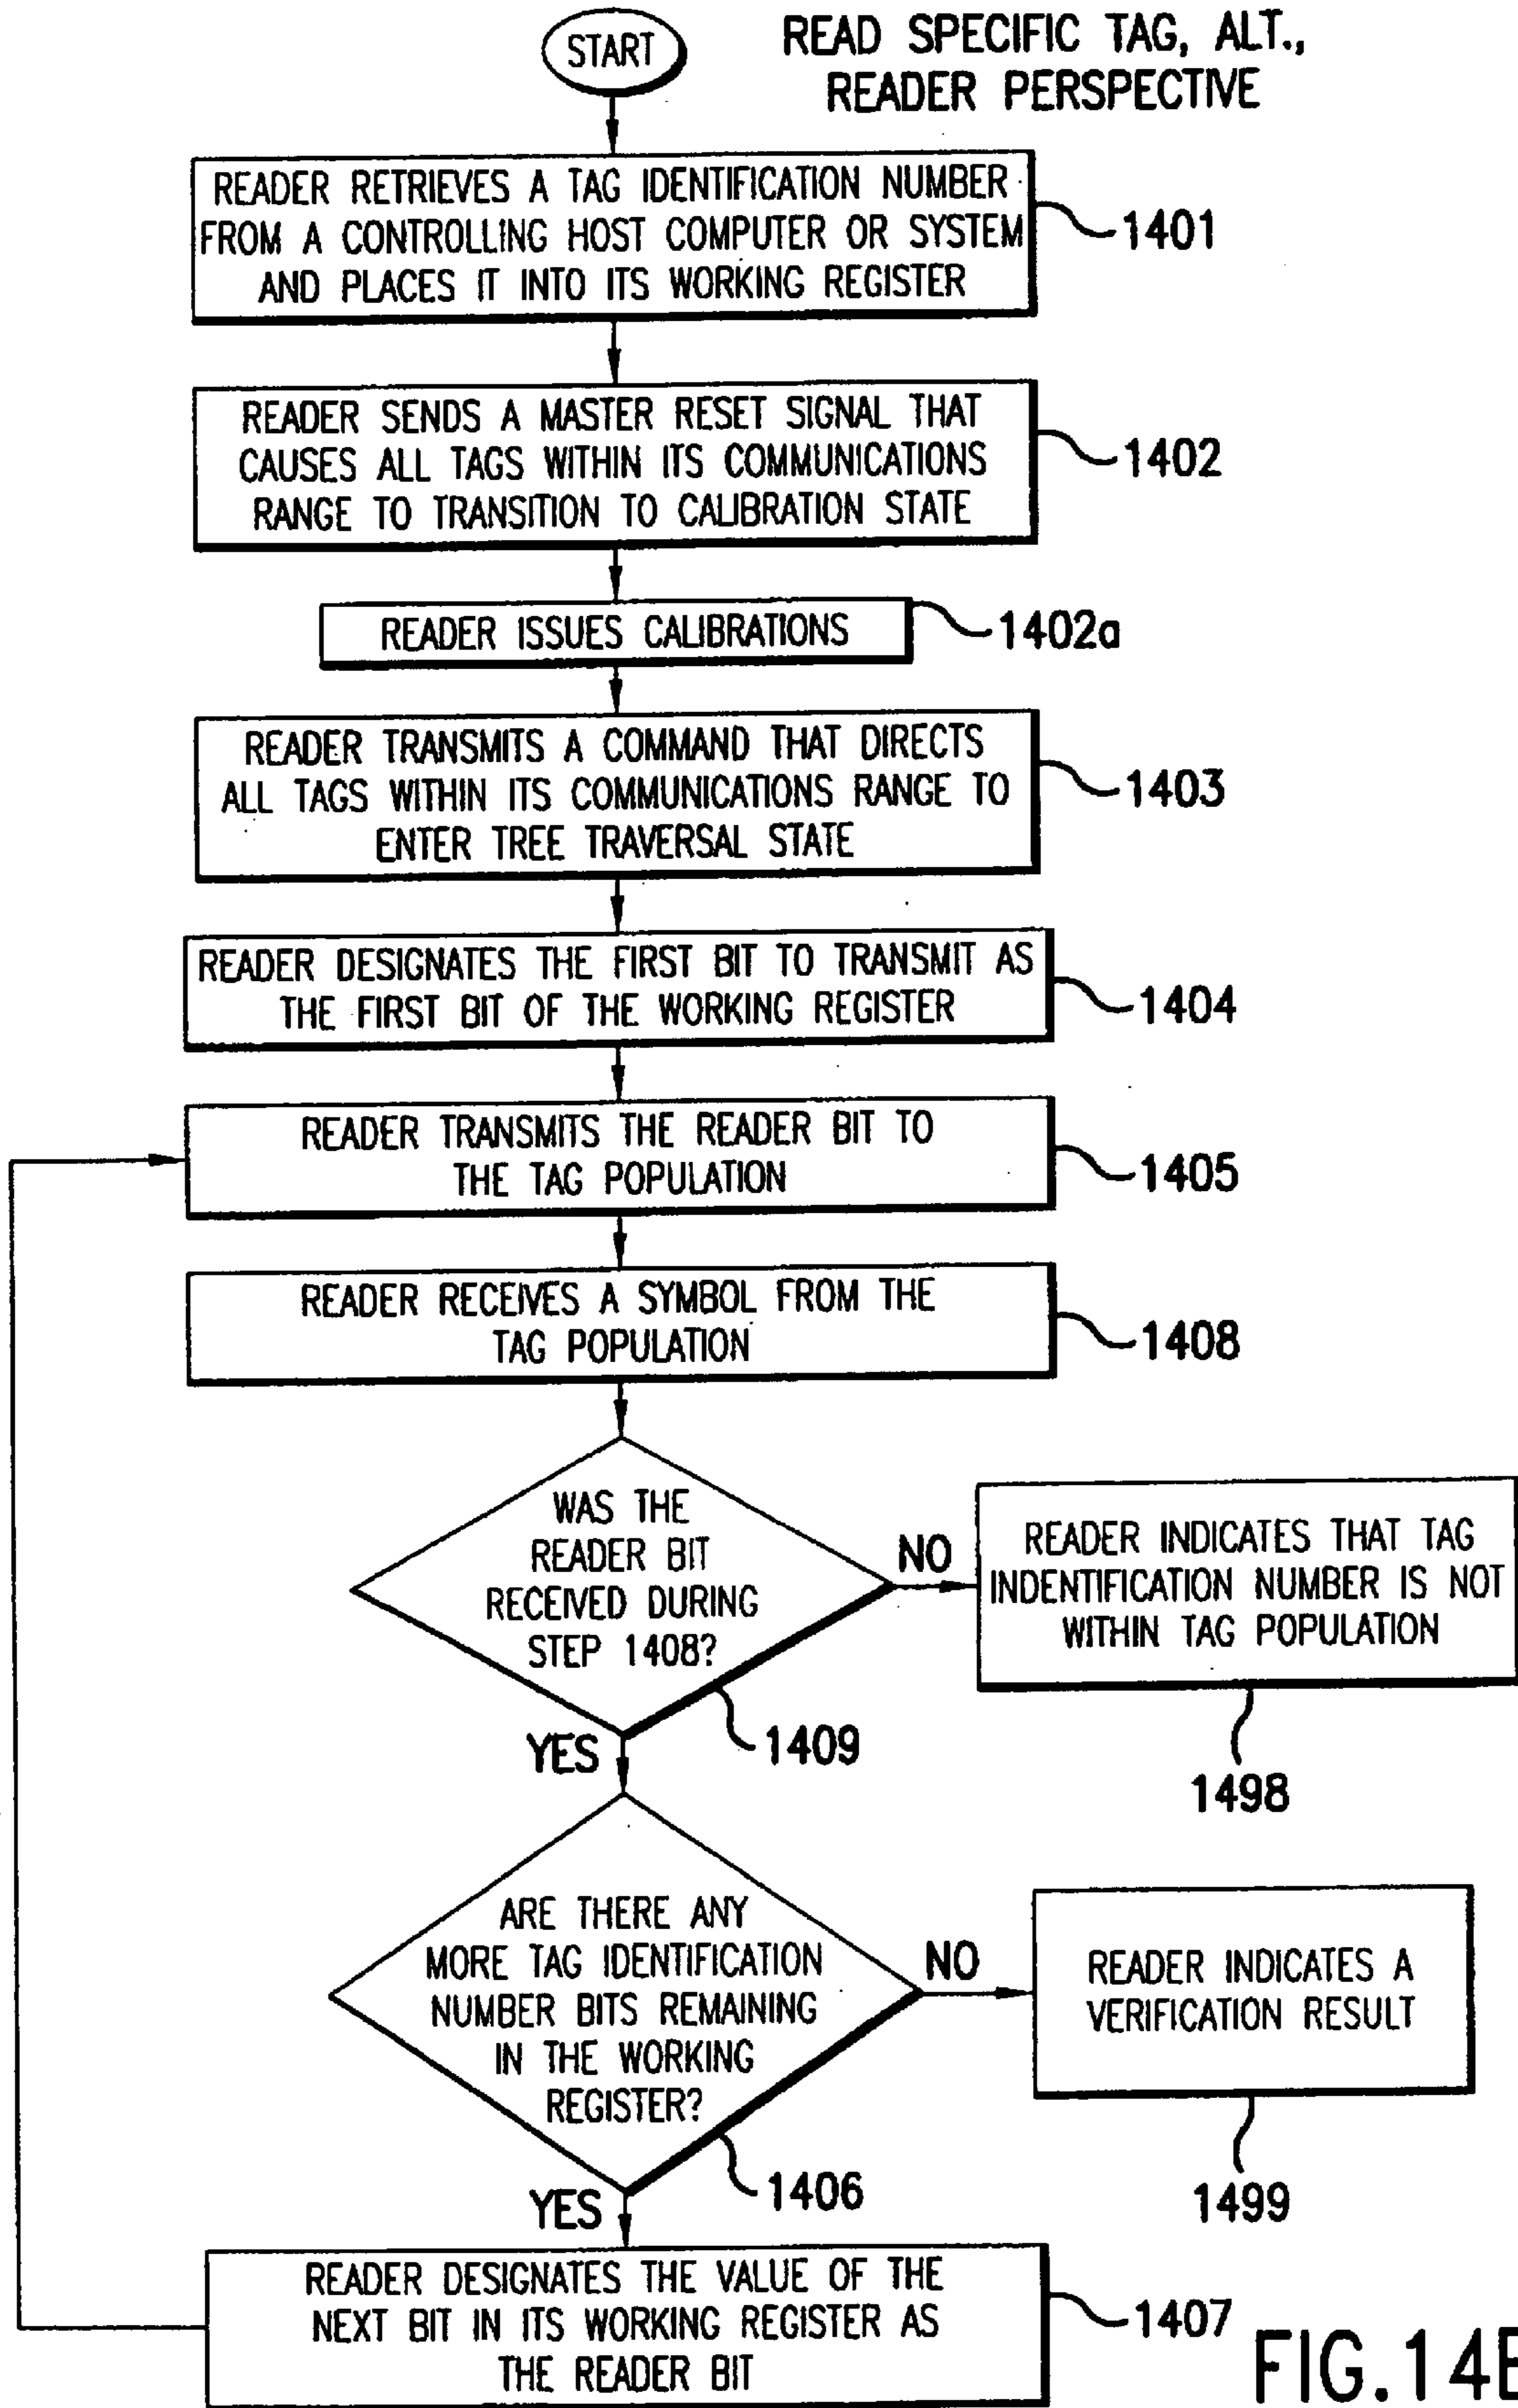 START
READ SPECIFIC TAG, ALT.,
READER PERSPECTIVE
READER RETRIEVES A TAG IDENTIFICATION NUMBER
FROM A CONTROLLING HOST COMPUTER OR SYSTEM
AND PLACES IT INTO ITS WORKING REGISTER
1401
READER SENDS A MASTER RESET SIGNAL THAT
CAUSES ALL TAGS WITHIN ITS COMMUNICATIONS
RANGE TO TRANSITION TO CALIBRATION STATE
1402
READER ISSUES CALIBRATIONS
1402a
READER TRANSMITS A COMMAND THAT DIRECTS
ALL TAGS WITHIN ITS COMMUNICATIONS RANGE TO
ENTER TREE TRAVERSAL STATE
1403
READER DESIGNATES THE FIRST BIT TO TRANSMIT AS
THE FIRST BIT OF THE WORKING REGISTER
1404
READER TRANSMITS THE READER BIT TO
THE TAG POPULATION
1405
READER RECEIVES A SYMBOL FROM THE
TAG POPULATION
1408
WAS THE
READER BIT
RECEIVED DURING
STEP 1408?
1409
NO
READER INDICATES THAT TAG
INDENTIFICATION NUMBER IS NOT
WITHIN TAG POPULATION
1498
YES
ARE THERE ANY
MORE TAG IDENTIFICATION
NUMBER BITS REMAINING
IN THE WORKING
REGISTER?
1406
NO
READER INDICATES A
VERIFICATION RESULT
1499
YES
READER DESIGNATES THE VALUE OF THE
NEXT BIT IN ITS WORKING REGISTER AS
THE READER BIT
1407
FIG.14B